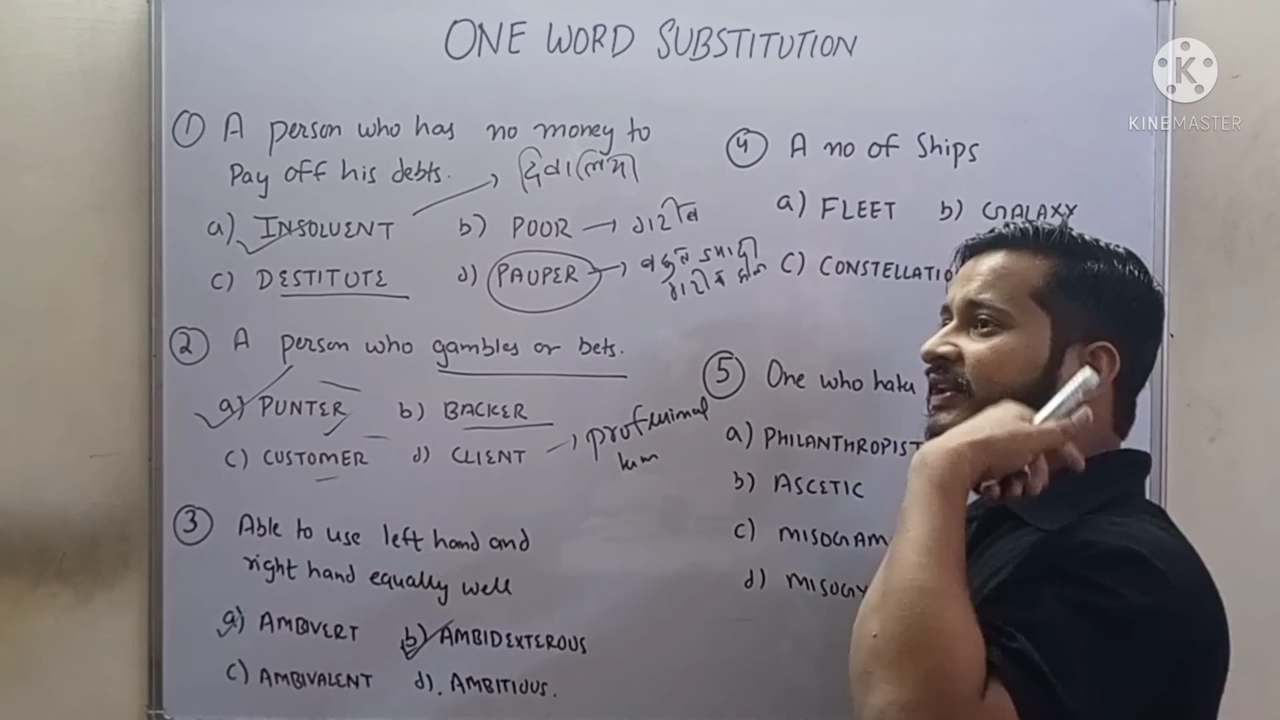 ONE WORD SUBSTITUTION
① A person who has no money to
Pay off his debts. दिवालिया
a) INSOLVENT b) POOR → गरीब
c) DESTITUTE d) PAUPER →
② A person who gambles or bets.
a) PUNTER b) BACKER
c) CUSTOMER d) CLIENT →
③ Able to use left hand and
right hand equally well
a) AMBIVERT b) AMBIDEXTEROUS
c) AMBIVALENT d). AMBITIOUS.
④ A no of Ships
a) FLEET b) GALAXY
c) CONSTELLATIO
⑤ One who hate
a) PHILANTHROPIST
b) ASCETIC
c) MISOGAM
d) MISOGY
KINEMASTER